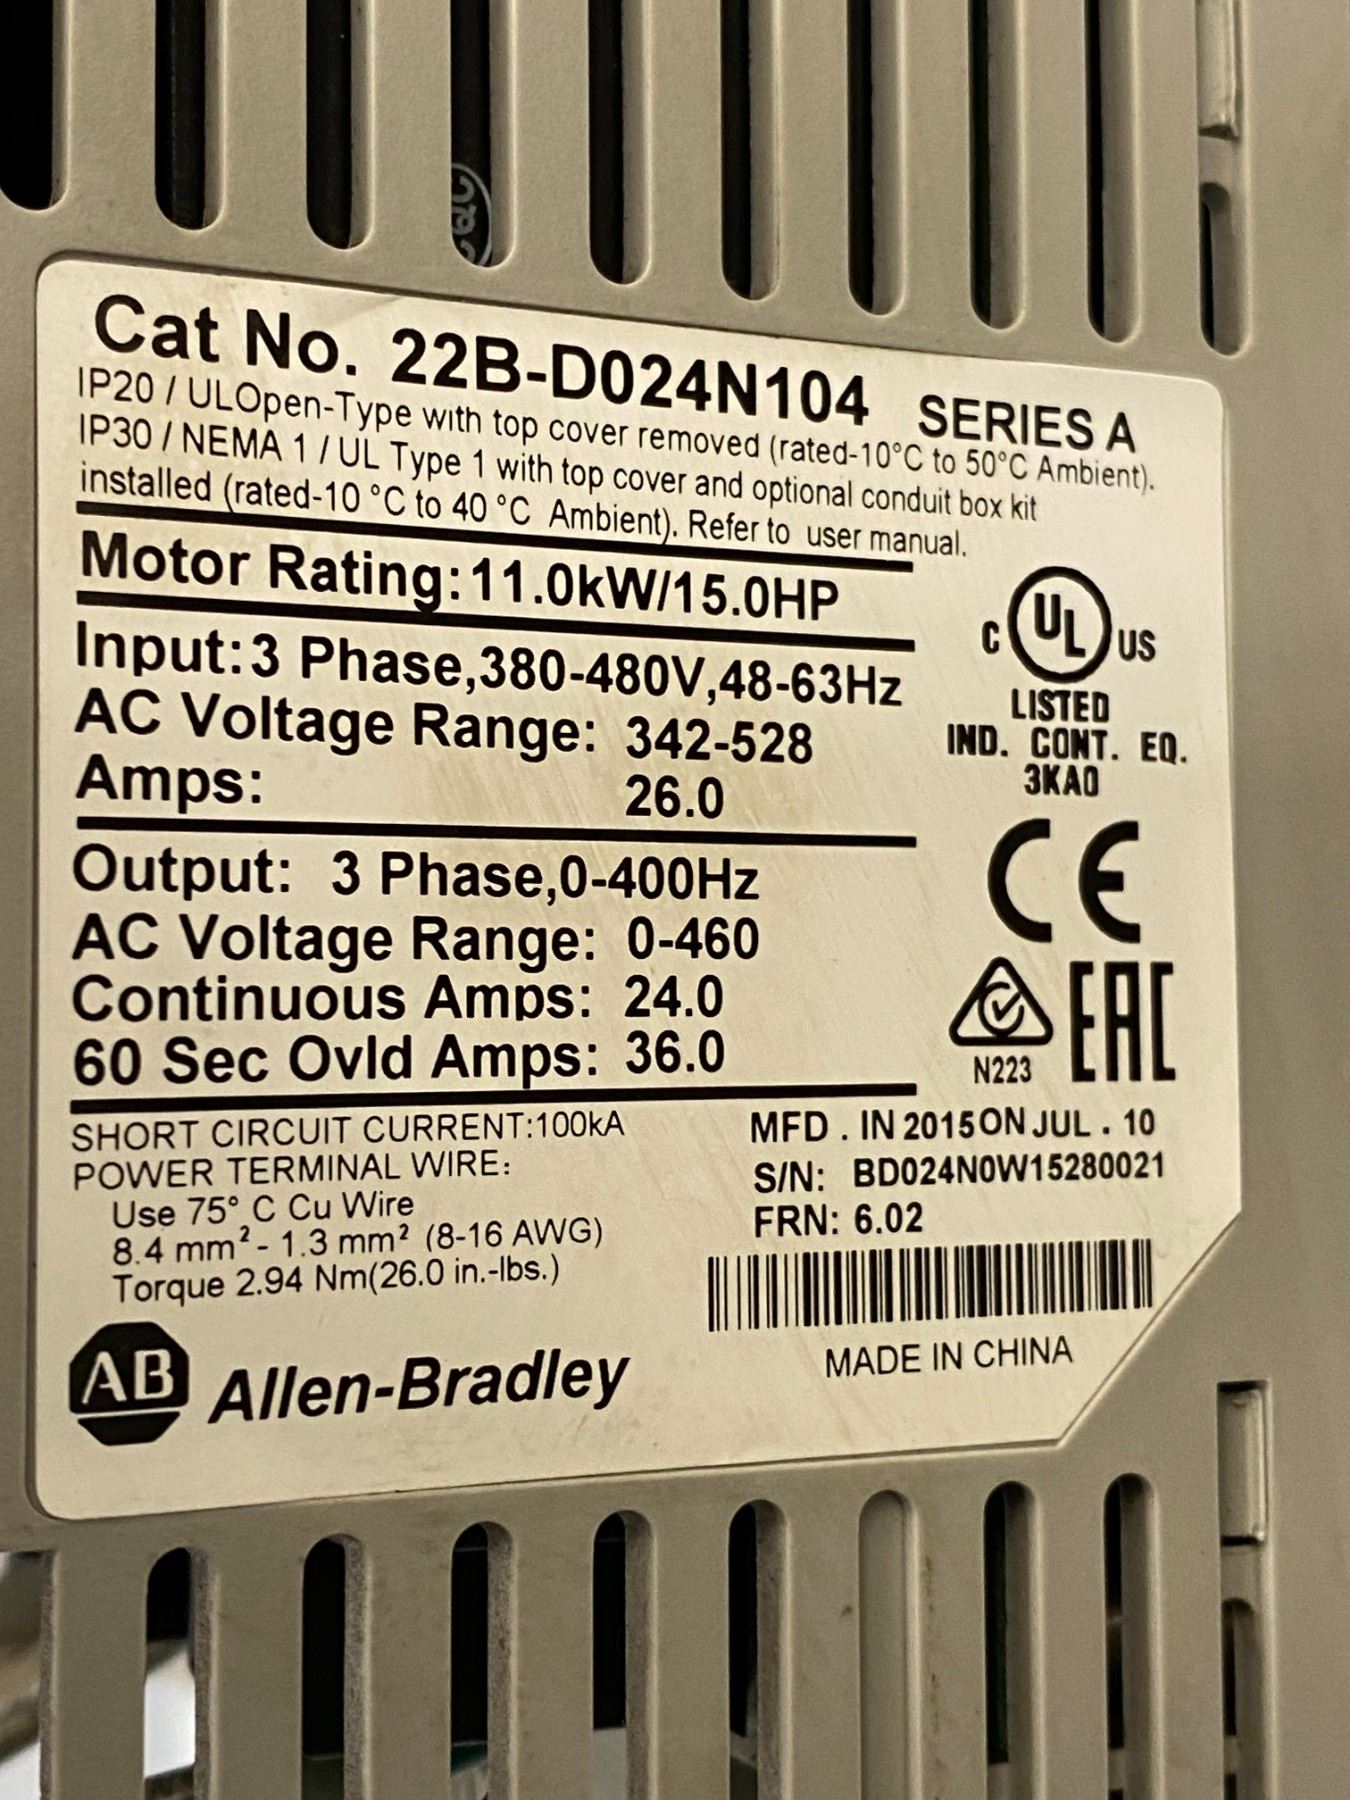 Cat No. 22B-D024N104 SERIES A
IP20 / ULOpen-Type with top cover removed (rated-10°C to 50°C Ambient).
IP30 / NEMA 1 / UL Type 1 with top cover and optional conduit box kit
installed (rated-10 °C to 40 °C Ambient). Refer to user manual.
Motor Rating:11.0kW/15.0HP
Input:3 Phase,380-480V,48-63Hz
AC Voltage Range: 342-528
Amps: 26.0
C UL US
LISTED
IND. CONT. EQ.
3KA0
CE
Output: 3 Phase,0-400Hz
AC Voltage Range: 0-460
Continuous Amps: 24.0
60 Sec Ovld Amps: 36.0
N223
EAC
SHORT CIRCUIT CURRENT:100kA
POWER TERMINAL WIRE:
Use 75° C Cu Wire
8.4 mm² - 1.3 mm² (8-16 AWG)
Torque 2.94 Nm(26.0 in.-lbs.)
MFD . IN 2015 ON JUL . 10
S/N: BD024N0W15280021
FRN: 6.02
MADE IN CHINA
AB Allen-Bradley